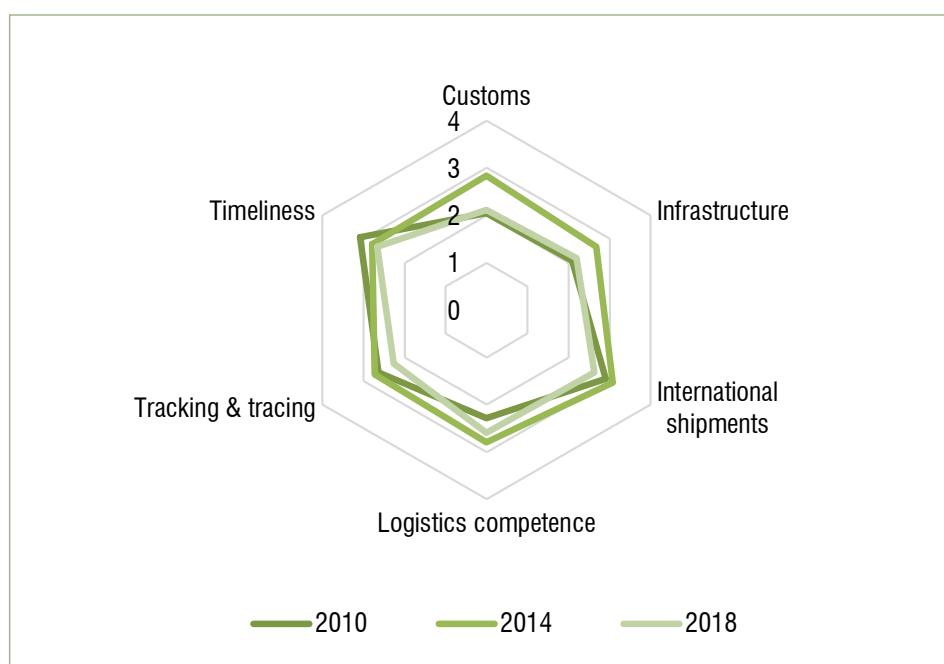 Customs
4
3
2
1
0
Timeliness
Infrastructure
Tracking & tracing
International
shipments
Logistics competence
2010
2014
2018